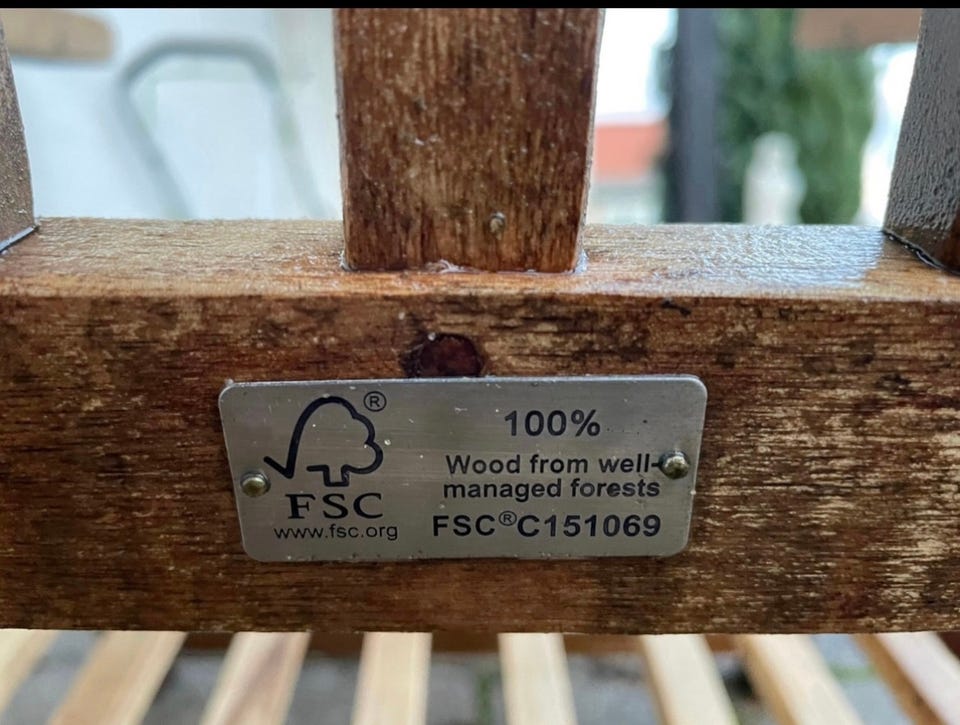 ®
FSC
www.fsc.org
100%
Wood from well-
managed forests
FSC®C151069